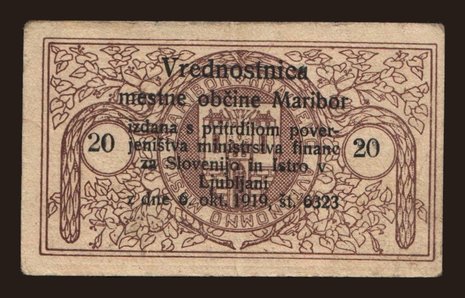 Vrednostnica
mestne občine Maribor
izdana s pritrdilom pover-
jeništva ministrstva financ
za Slovenijo in Istro v
Ljubljani
z dne 6. okt. 1919, št. 6323
20
20